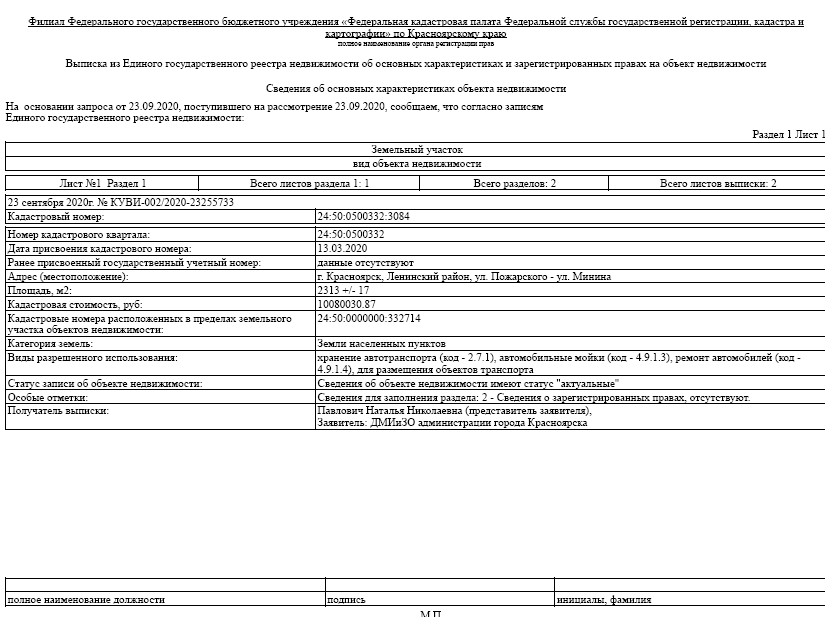 Филиал Федерального государственного бюджетного учреждения «Федеральная кадастровая палата Федеральной службы государственной регистрации, кадастра и
картографии» по Красноярскому краю
полное наименование органа регистрации прав
Выписка из Единого государственного реестра недвижимости об основных характеристиках и зарегистрированных правах на объект недвижимости
Сведения об основных характеристиках объекта недвижимости
На основании запроса от 23.09.2020, поступившего на рассмотрение 23.09.2020, сообщаем, что согласно записям
Единого государственного реестра недвижимости:
Раздел 1 Лист 1
Земельный участок
вид объекта недвижимости
Лист №1 Раздел 1 Всего листов раздела 1: 1 Всего разделов: 2 Всего листов выписки: 2
23 сентября 2020г. № КУВИ-002/2020-23255733
Кадастровый номер: 24:50:0500332:3084
Номер кадастрового квартала: 24:50:0500332
Дата присвоения кадастрового номера: 13.03.2020
Ранее присвоенный государственный учетный номер: данные отсутствуют
Адрес (местоположение): г. Красноярск, Ленинский район, ул. Пожарского - ул. Минина
Площадь, м2: 2313 +/- 17
Кадастровая стоимость, руб: 10080030.87
Кадастровые номера расположенных в пределах земельного 24:50:0000000:332714
участка объектов недвижимости:
Категория земель: Земли населенных пунктов
Виды разрешенного использования: хранение автотранспорта (код - 2.7.1), автомобильные мойки (код - 4.9.1.3), ремонт автомобилей (код -
4.9.1.4), для размещения объектов транспорта
Статус записи об объекте недвижимости: Сведения об объекте недвижимости имеют статус "актуальные"
Особые отметки: Сведения для заполнения раздела: 2 - Сведения о зарегистрированных правах, отсутствуют.
Получатель выписки: Павлович Наталья Николаевна (представитель заявителя),
Заявитель: ДМИиЗО администрации города Красноярска
полное наименование должности подпись инициалы, фамилия
М.П.